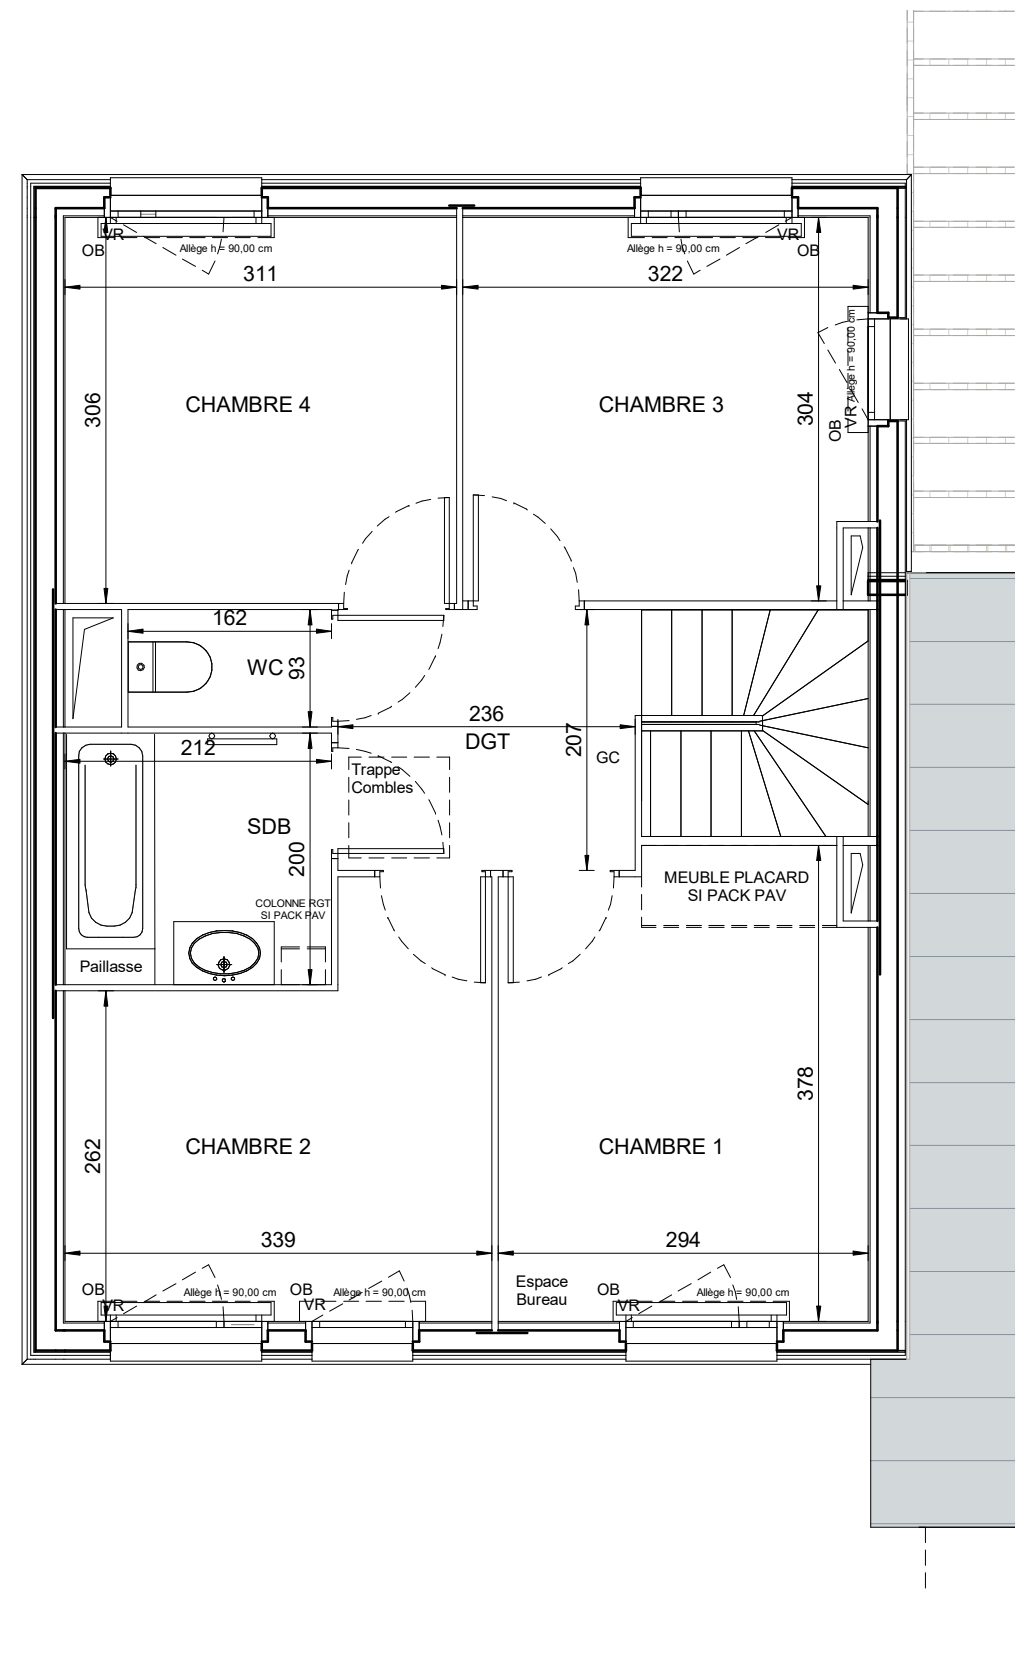 VR
OB
Allège h = 90,00 cm
311
Allège h = 90,00 cm
VR
OB
322
306
CHAMBRE 4
CHAMBRE 3
304
Allège h = 90,00 cm
VR
OB
162
WC
93
236
DGT
207
GC
212
Trappe
Combles
SDB
200
COLONNE RGT
SI PACK PAV
Paillasse
MEUBLE PLACARD
SI PACK PAV
378
262
CHAMBRE 2
CHAMBRE 1
339
294
OB
VR
Allège h = 90,00 cm
OB
VR
Allège h = 90,00 cm
Espace
Bureau
OB
VR
Allège h = 90,00 cm